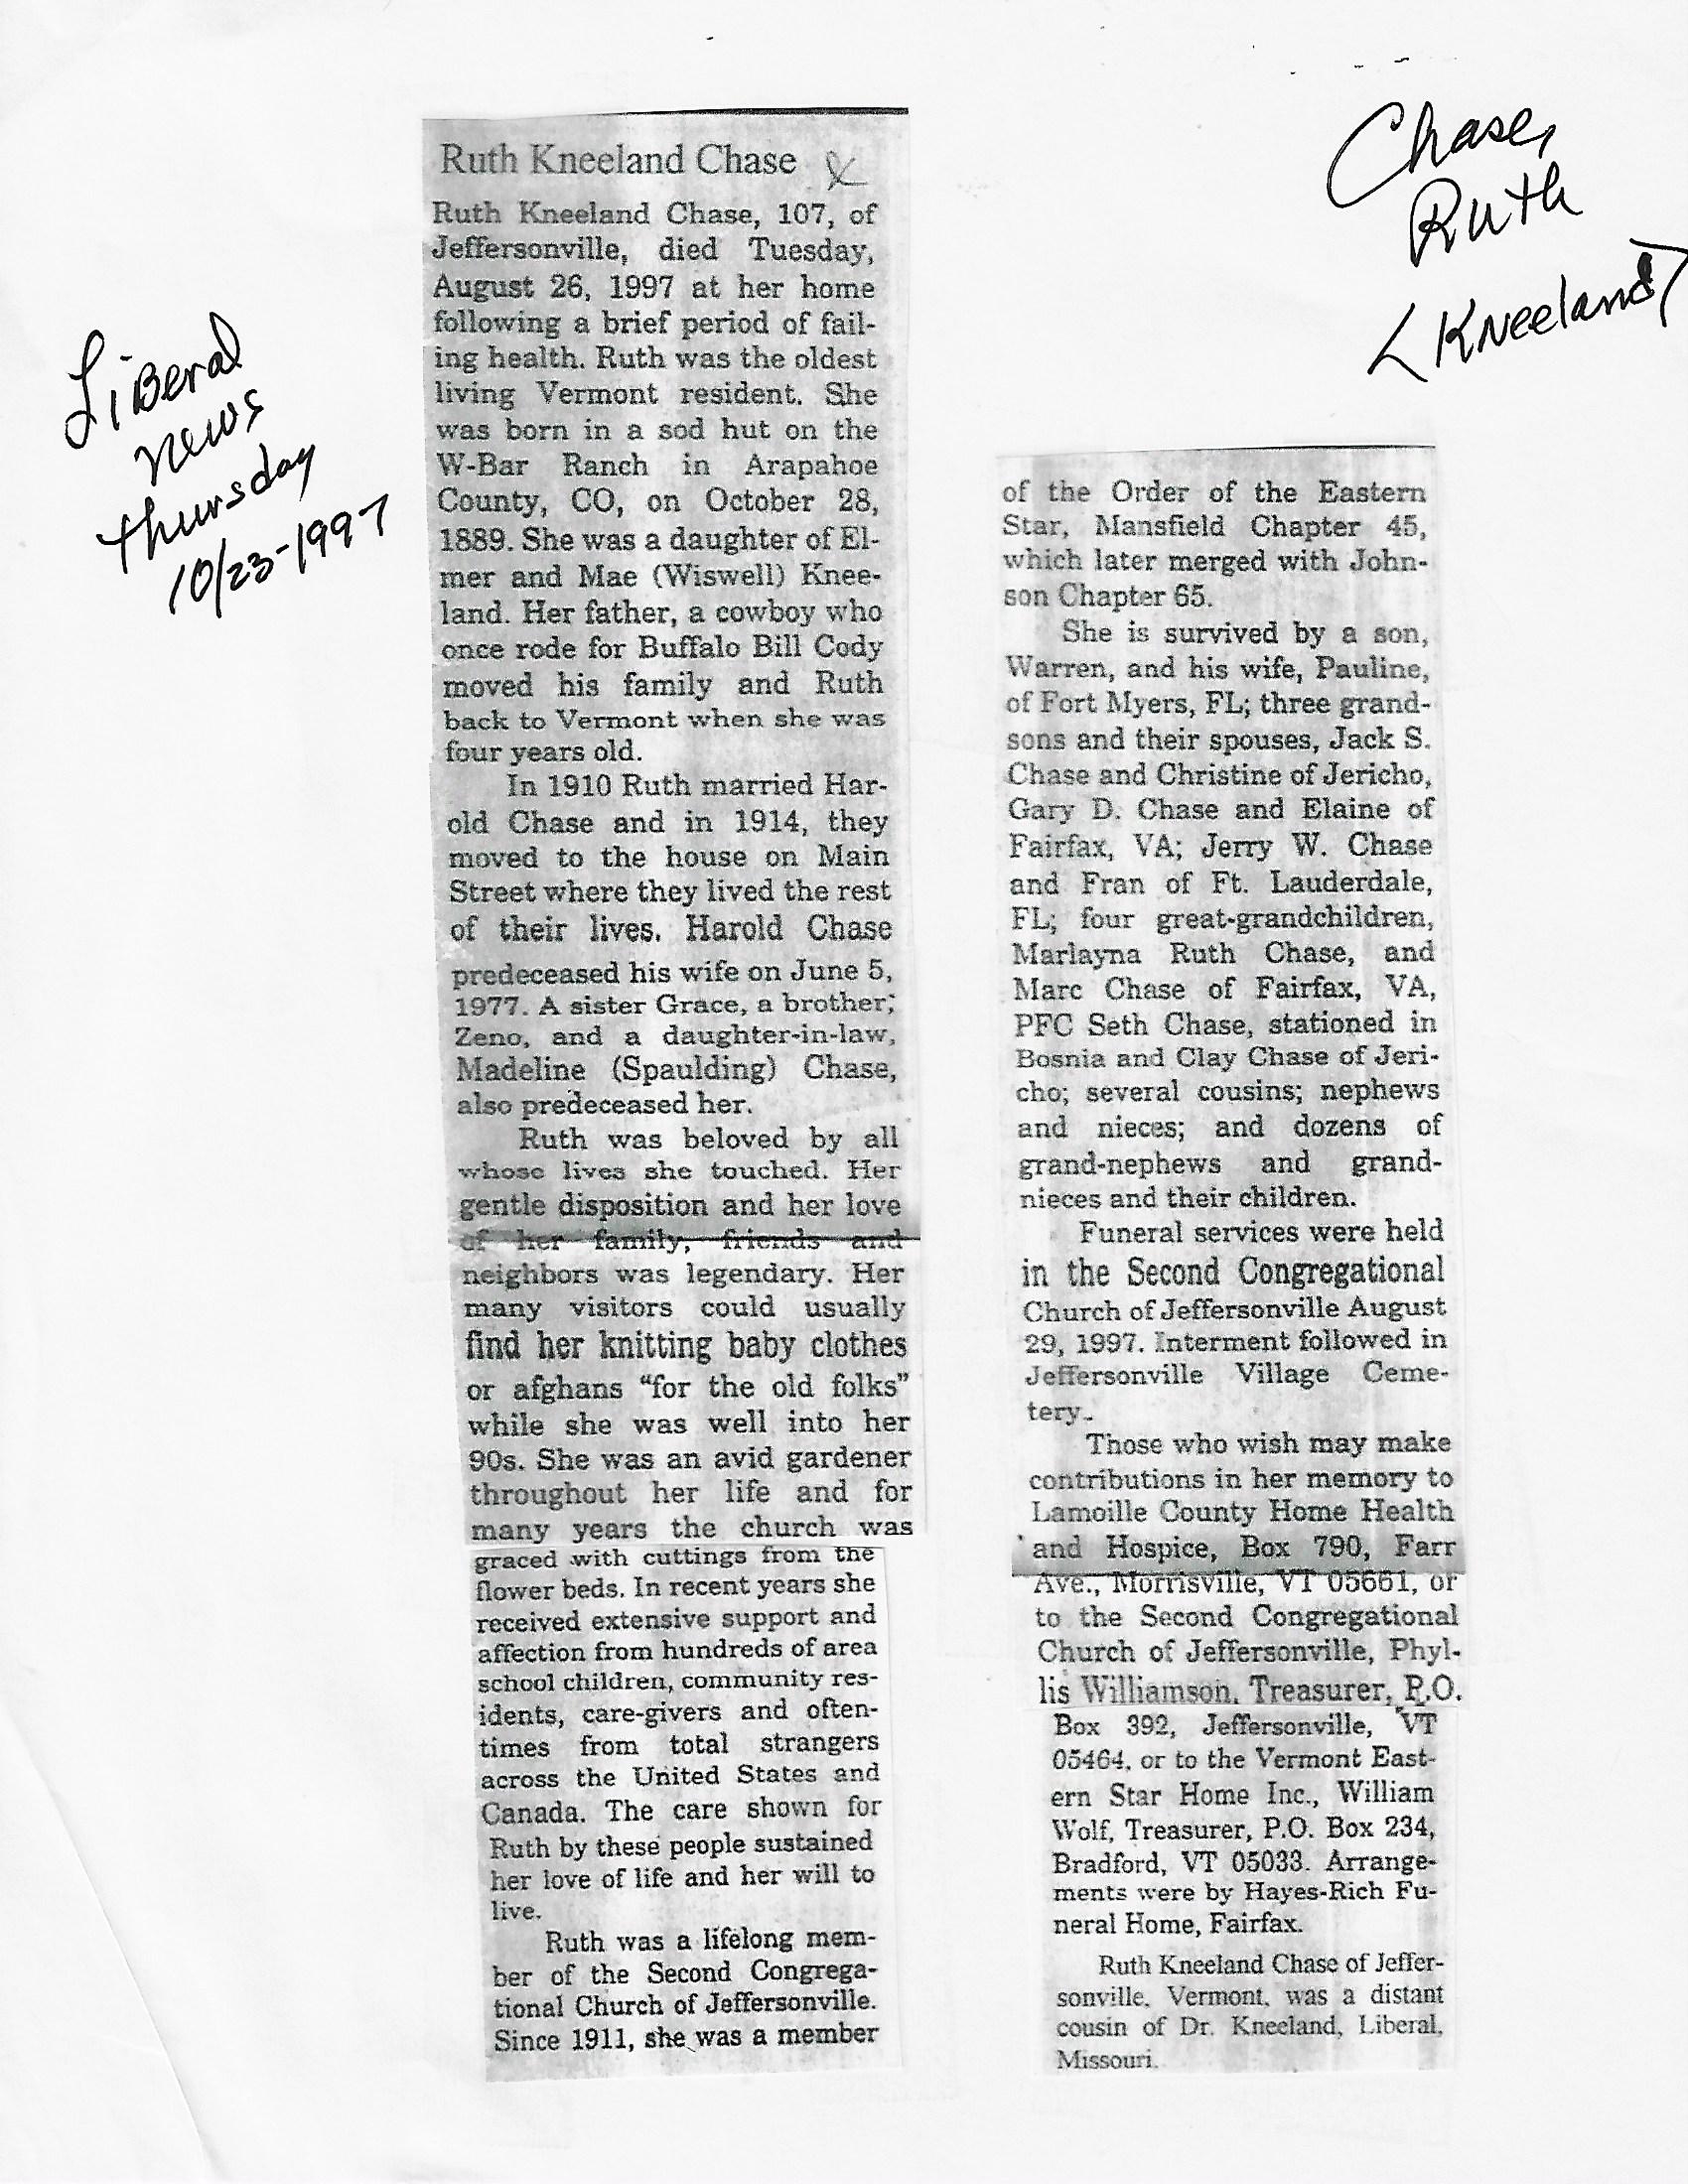 Chase,
Ruth
<Kneeland>
Liberal
News
Thursday
10/23-1997
Ruth Kneeland Chase
Ruth Kneeland Chase, 107, of
Jeffersonville, died Tuesday,
August 26, 1997 at her home
following a brief period of fail-
ing health. Ruth was the oldest
living Vermont resident. She
was born in a sod hut on the
W-Bar Ranch in Arapahoe
County, CO, on October 28,
1889. She was a daughter of El-
mer and Mae (Wiswell) Knee-
land. Her father, a cowboy who
once rode for Buffalo Bill Cody
moved his family and Ruth
back to Vermont when she was
four years old.
In 1910 Ruth married Har-
old Chase and in 1914, they
moved to the house on Main
Street where they lived the rest
of their lives. Harold Chase
predeceased his wife on June 5,
1977. A sister Grace, a brother,
Zeno, and a daughter-in-law,
Madeline (Spaulding) Chase,
also predeceased her.
Ruth was beloved by all
whose lives she touched. Her
gentle disposition and her love
of her family, friends and
neighbors was legendary. Her
many visitors could usually
find her knitting baby clothes
or afghans "for the old folks"
while she was well into her
90s. She was an avid gardener
throughout her life and for
many years the church was
graced with cuttings from the
flower beds. In recent years she
received extensive support and
affection from hundreds of area
school children, community res-
idents, care-givers and often-
times from total strangers
across the United States and
Canada. The care shown for
Ruth by these people sustained
her love of life and her will to
live.
Ruth was a lifelong mem-
ber of the Second Congrega-
tional Church of Jeffersonville.
Since 1911, she was a member
of the Order of the Eastern
Star, Mansfield Chapter 45,
which later merged with John-
son Chapter 65.
She is survived by a son,
Warren, and his wife, Pauline,
of Fort Myers, FL; three grand-
sons and their spouses, Jack S.
Chase and Christine of Jericho,
Gary D. Chase and Elaine of
Fairfax, VA; Jerry W. Chase
and Fran of Ft. Lauderdale,
FL; four great-grandchildren,
Marlayna Ruth Chase, and
Marc Chase of Fairfax, VA,
PFC Seth Chase, stationed in
Bosnia and Clay Chase of Jeri-
cho; several cousins; nephews
and nieces; and dozens of
grand-nephews and grand-
nieces and their children.
Funeral services were held
in the Second Congregational
Church of Jeffersonville August
29, 1997. Interment followed in
Jeffersonville Village Ceme-
tery.
Those who wish may make
contributions in her memory to
Lamoille County Home Health
and Hospice, Box 790, Farr
Ave., Morrisville, VT 05661, or
to the Second Congregational
Church of Jeffersonville, Phyl-
lis Williamson, Treasurer, P.O.
Box 392, Jeffersonville, VT
05464, or to the Vermont East-
ern Star Home Inc., William
Wolf, Treasurer, P.O. Box 234,
Bradford, VT 05033. Arrange-
ments were by Hayes-Rich Fu-
neral Home, Fairfax.
Ruth Kneeland Chase of Jeffer-
sonville, Vermont, was a distant
cousin of Dr. Kneeland, Liberal,
Missouri.